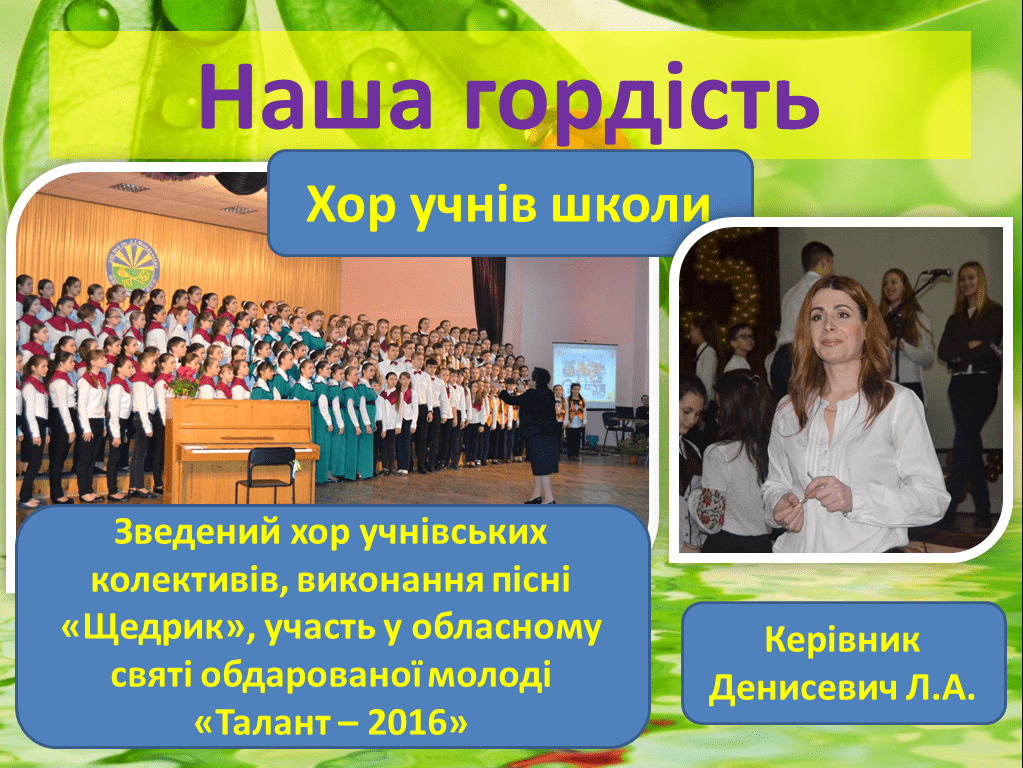 Наша гордість
Хор учнів школи
Зведений хор учнівських
колективів, виконання пісні
«Щедрик», участь у обласному
святі обдарованої молоді
«Талант – 2016»
Керівник
Денисевич Л.А.